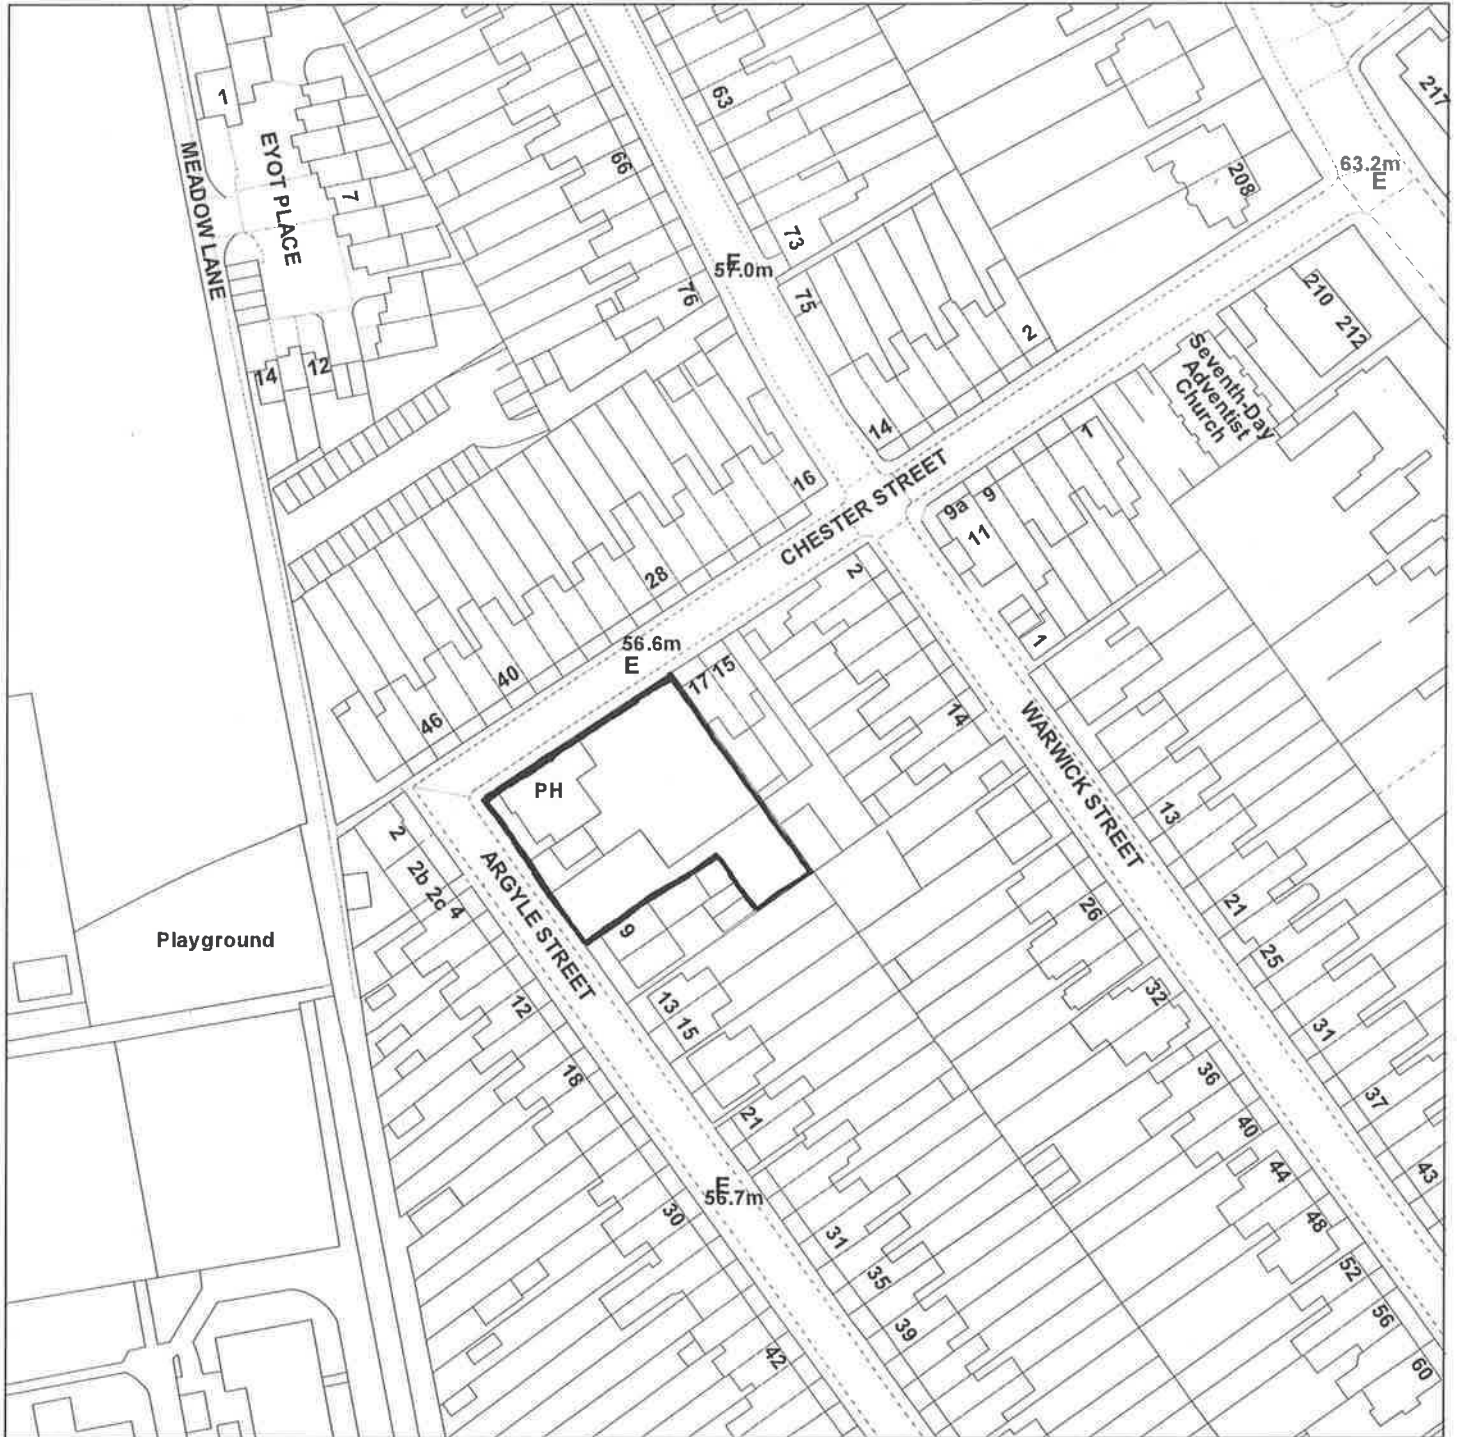 217
1
63
MEADOW LANE
EYOT PLACE
66
63.2m
E
208
7
73
E
57.0m
76
75
2
210
212
Seventh-Day
Adventist
Church
14
12
14
1
16
CHESTER STREET
9
9a
11
28
2
1
56.6m
E
40
17
15
46
14
WARWICK STREET
PH
13
2
2b
2c
4
ARGYLE STREET
21
26
9
Playground
25
12
13
15
32
31
18
36
37
21
40
44
43
E
56.7m
30
48
31
52
35
56
39
42
60